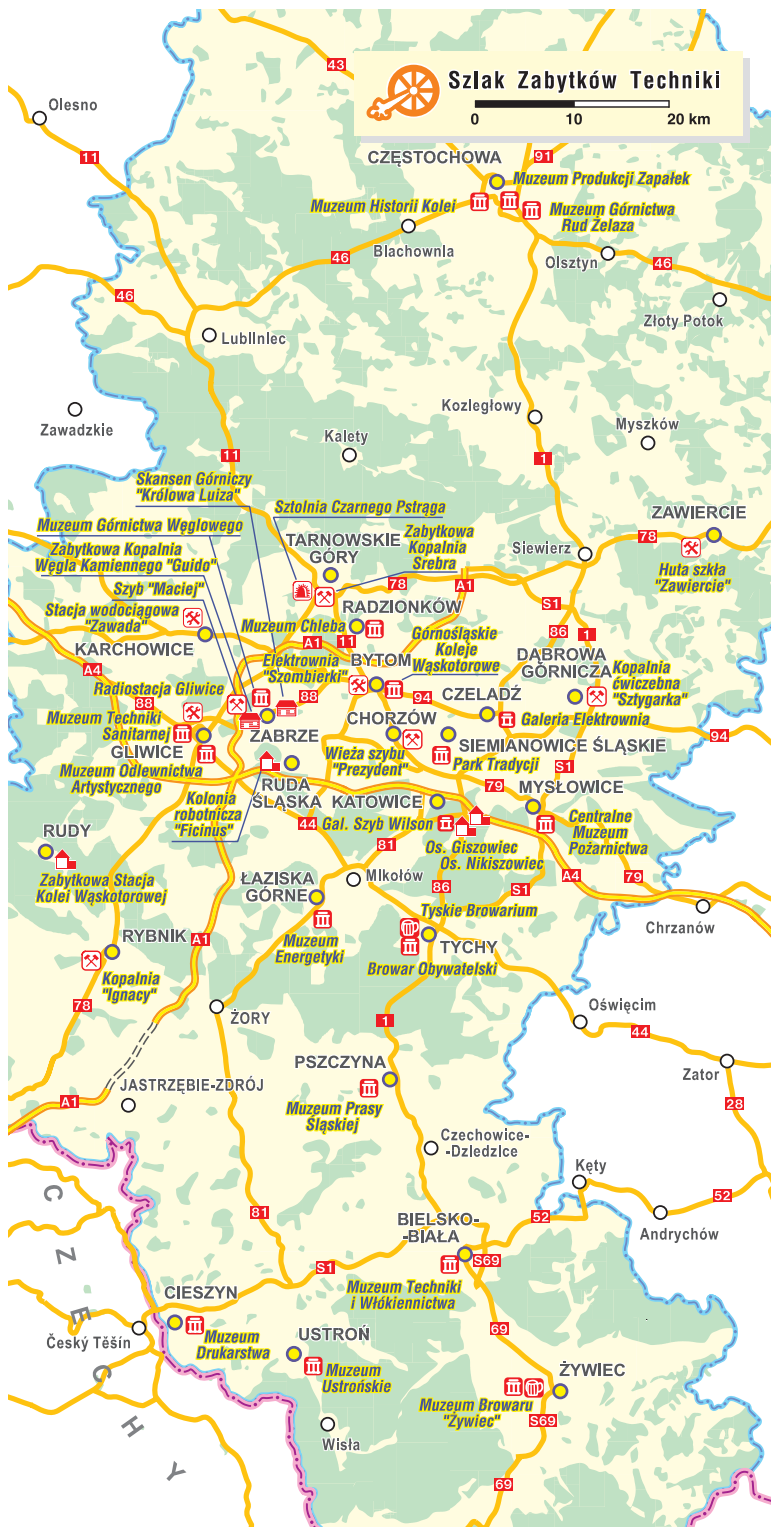 43
Szlak Zabytków Techniki
0 10 20 km
Olesno
11
91
CZĘSTOCHOWA
Muzeum Produkcji Zapałek
Muzeum Historii Kolei
Muzeum Górnictwa
Rud Żelaza
Blachownla
Olsztyn
46
46
46
Złoty Potok
LublInIec
Kozległowy
Zawadzkie
Myszków
Kalety
11
1
Skansen Górniczy
"Królowa Luiza"
Sztolnia Czarnego Pstrąga
Muzeum Górnictwa Węglowego
Zabytkowa
Kopalnia
Srebra
ZAWIERCIE
78
Zabytkowa Kopalnia
Węgla Kamiennego "Guido"
TARNOWSKIE
GÓRY
Siewierz
Huta szkła
"Zawiercie"
Szyb "Maciej"
78
A1
S1
Stacja wodociągowa
"Zawada"
RADZIONKÓW
Muzeum Chleba
86
1
KARCHOWICE
A1
11
Górnośląskie
Koleje
Wąskotorowe
A4
Elektrownia
"Szombierki"
BYTOM
DĄBROWA
GÓRNICZA
Kopalnia
ćwiczebna
"Sztygarka"
Radiostacja Gliwice
88
88
94
CZELADŹ
Galeria Elektrownia
Muzeum Techniki
Sanitarnej
CHORZÓW
94
GLIWICE
ZABRZE
Wieża szybu
"Prezydent"
SIEMIANOWICE ŚLĄSKIE
Park Tradycji
S1
Muzeum Odlewnictwa
Artystycznego
RUDA
ŚLĄSKA
79
Kolonia
robotnicza
"Ficinus"
KATOWICE
MYSŁOWICE
44
Gal. Szyb Wilson
Centralne
Muzeum
Pożarnictwa
RUDY
81
Os. Giszowiec
Os. Nikiszowiec
Zabytkowa Stacja
Kolei Wąskotorowej
ŁAZISKA
GÓRNE
MIkołów
86
S1
A4
79
Chrzanów
Tyskie Browarium
RYBNIK
A1
Muzeum
Energetyki
TYCHY
Browar Obywatelski
Kopalnia
"Ignacy"
78
ŻORY
1
Oświęcim
44
PSZCZYNA
Zator
A1
JASTRZĘBIE-ZDRÓJ
Muzeum Prasy
Śląskiej
28
Czechowice-
-DzIedzIce
Kęty
52
CZECHY
81
BIELSKO-
-BIAŁA
52
Andrychów
S1
S69
CIESZYN
Muzeum Techniki
i Włókiennictwa
Český Těšín
Muzeum
Drukarstwa
USTROŃ
69
Muzeum
Ustrońskie
ŻYWIEC
Muzeum Browaru
"Żywiec"
Wisła
S69
69